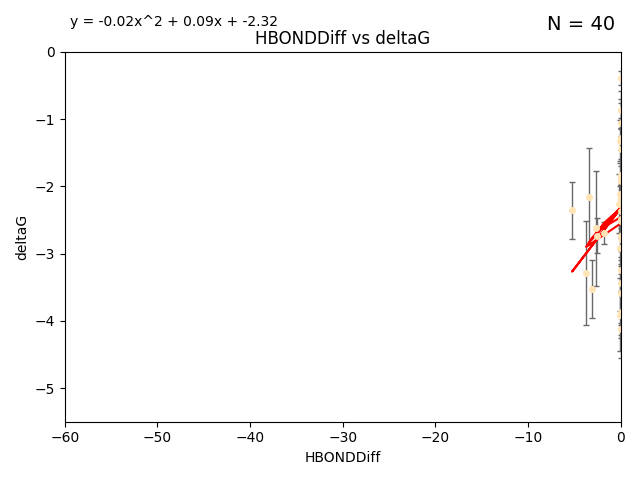 y = -0.02x^2 + 0.09x + -2.32
N = 40
HBONDDiff vs deltaG
deltaG
0
−1
−2
−3
−4
−5
−60
−50
−40
−30
−20
−10
0
HBONDDiff